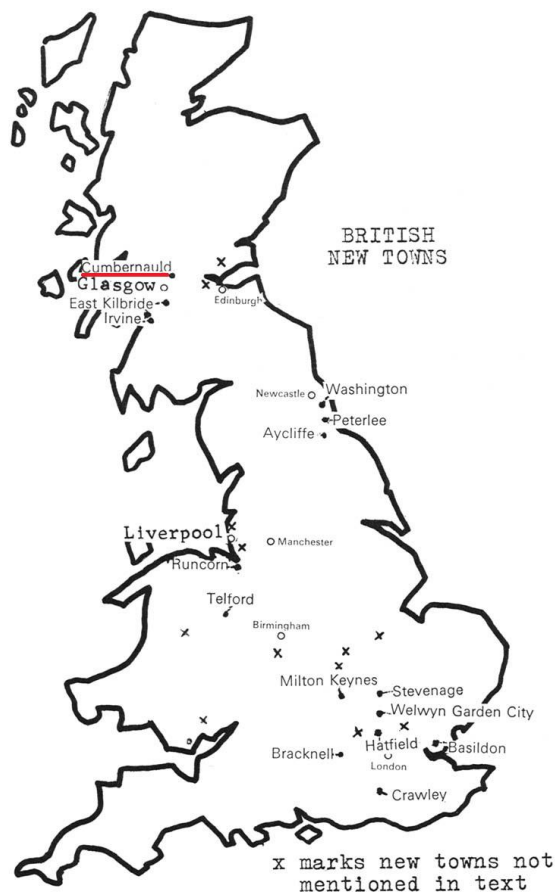 BRITISH
NEW TOWNS
Cumbernauld
Glasgow
East Kilbride
Edinburgh
Irvine
Newcastle
Washington
Peterlee
Aycliffe
Liverpool
Manchester
Runcorn
Telford
Birmingham
Milton Keynes
Stevenage
Welwyn Garden City
Hatfield
Basildon
Bracknell
London
Crawley
x marks new towns not
mentioned in text